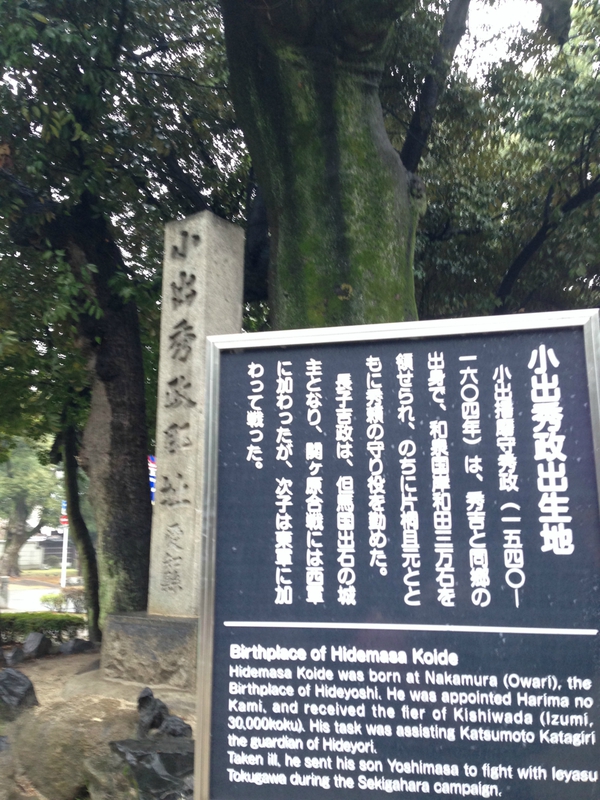 小出秀政邸址
小出秀政出生地
小出播磨守秀政(一五四〇ー
一六〇四年)は、秀吉と同郷の
出身で、和泉国岸和田三万石を
領せられ、のちに片桐且元とと
もに秀頼の守り役を勤めた。
長子吉政は、但馬国出石の城
主となり、関ヶ原合戦には西軍
に加わったが、次子は東軍に加
わって戦った。
Birthplace of Hidemasa Koide
Hidemasa Koide was born at Nakamura (Owari), the
Birthplace of Hideyoshi. He was appointed Harima no
Kami, and received the fier of Kishiwada (Izumi,
30,000koku). His task was assisting Katsumoto Katagiri
the guardian of Hideyori.
Taken ill, he sent his son Yoshimasa to fight with Ieyasu
Tokugawa during the Sekigahara campaign.